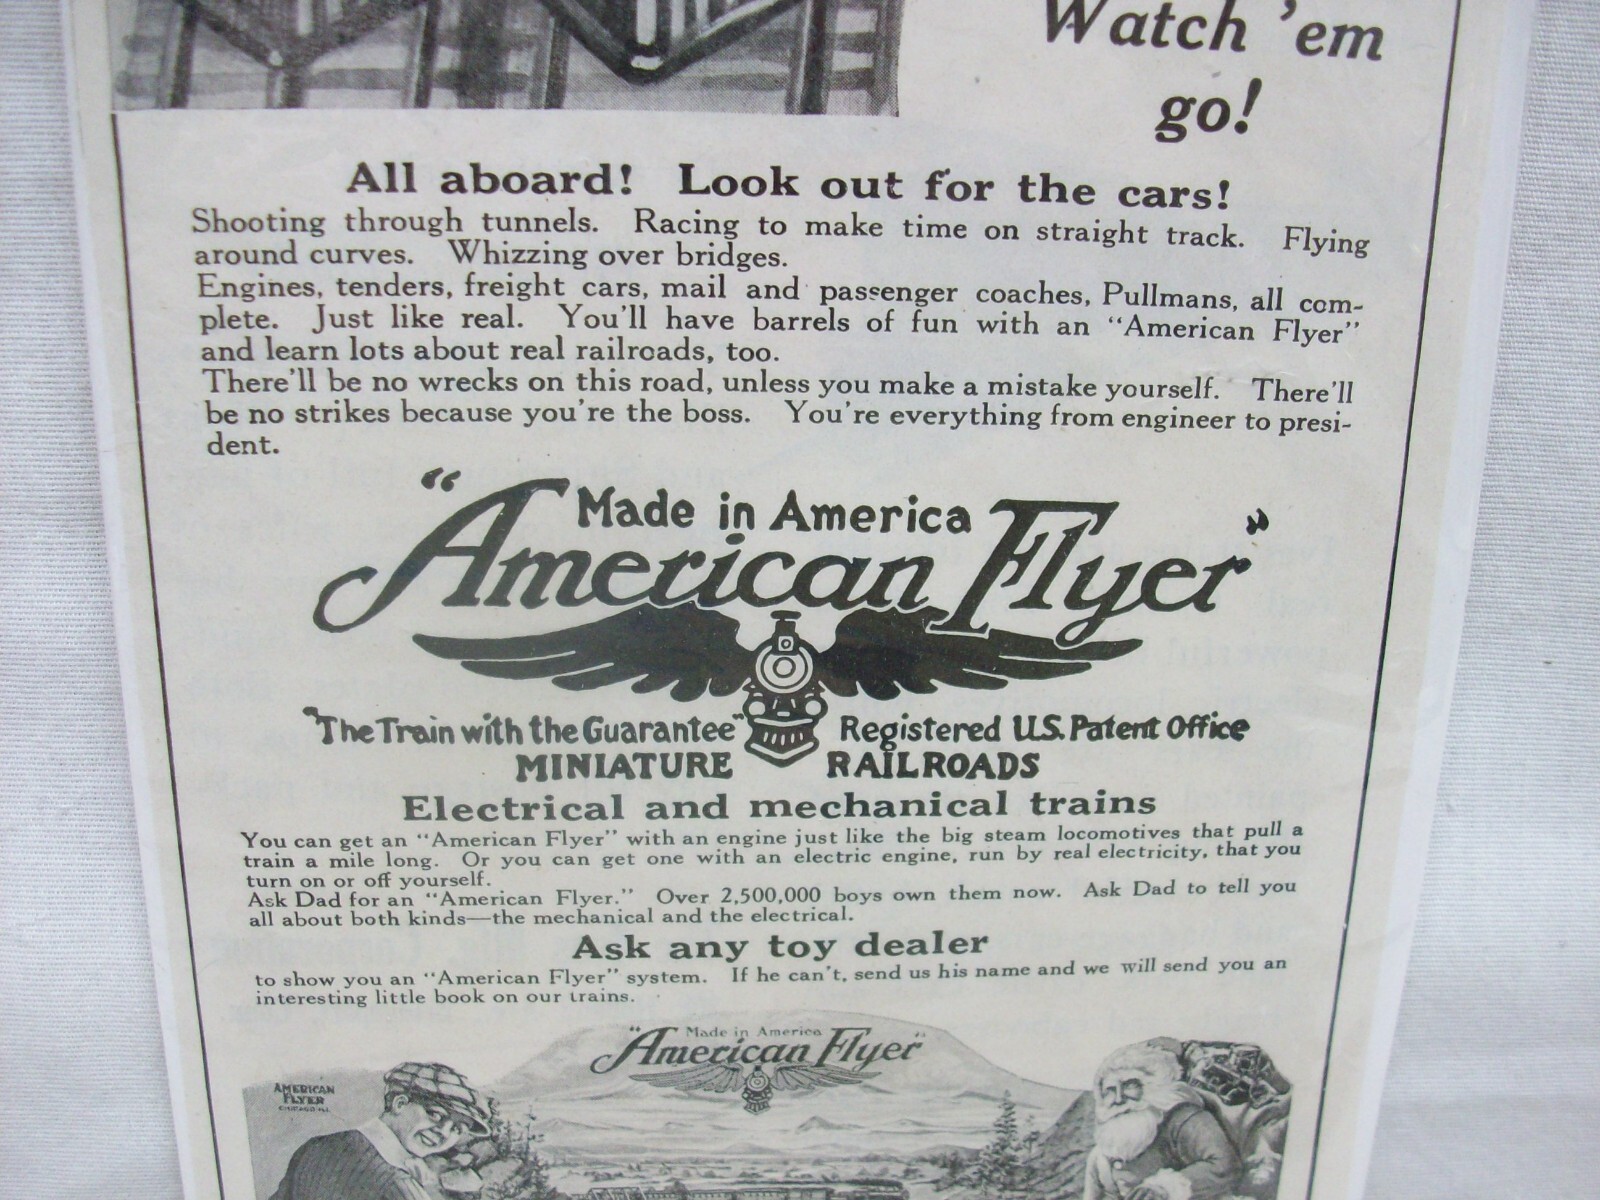 Watch 'em
go!
All aboard! Look out for the cars!
Shooting through tunnels. Racing to make time on straight track. Flying
around curves. Whizzing over bridges.
Engines, tenders, freight cars, mail and passenger coaches, Pullmans, all com-
plete. Just like real. You'll have barrels of fun with an "American Flyer"
and learn lots about real railroads, too.
There'll be no wrecks on this road, unless you make a mistake yourself. There'll
be no strikes because you're the boss. You're everything from engineer to presi-
dent.
Made in America
"American Flyer"
"The Train with the Guarantee" Registered U.S. Patent Office
MINIATURE RAILROADS
Electrical and mechanical trains
You can get an "American Flyer" with an engine just like the big steam locomotives that pull a
train a mile long. Or you can get one with an electric engine, run by real electricity, that you
turn on or off yourself.
Ask Dad for an "American Flyer." Over 2,500,000 boys own them now. Ask Dad to tell you
all about both kinds—the mechanical and the electrical.
Ask any toy dealer
to show you an "American Flyer" system. If he can't, send us his name and we will send you an
interesting little book on our trains.
Made in America
"American Flyer"
AMERICAN
FLYER
CHICAGO ILL